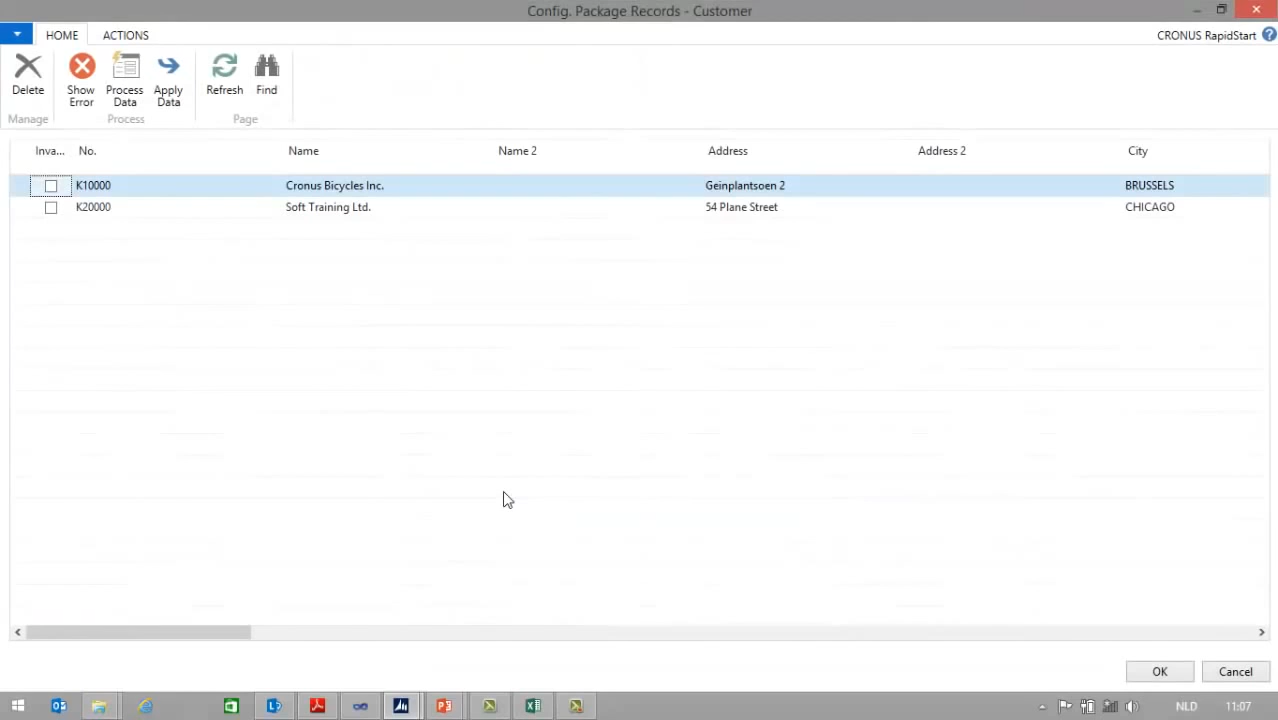 Config. Package Records - Customer
HOME ACTIONS CRONUS RapidStart
Delete Show Error Process Data Apply Data Refresh Find
Manage Process Page
Inva... No. Name Name 2 Address Address 2 City
K10000 Cronus Bicycles Inc. Geinplantsoen 2 BRUSSELS
K20000 Soft Training Ltd. 54 Plane Street CHICAGO
OK Cancel
NLD 11:07